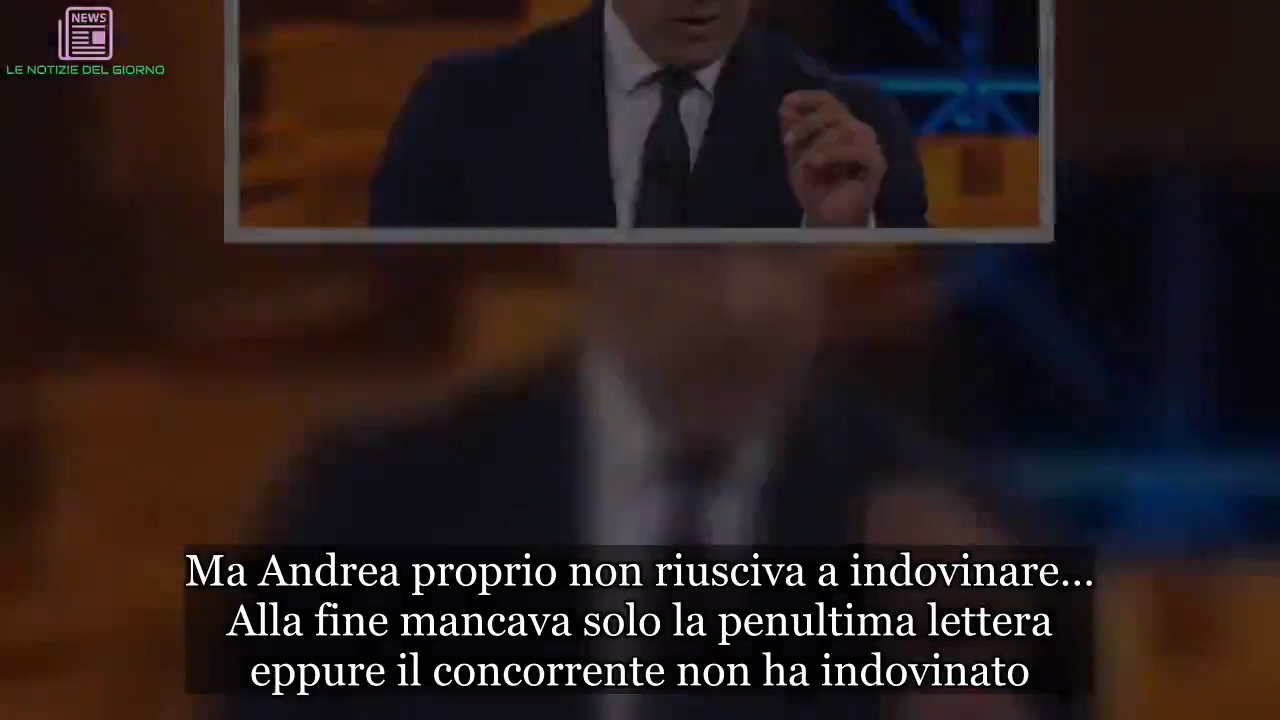 NEWS
LE NOTIZIE DEL GIORNO
Ma Andrea proprio non riusciva a indovinare...
Alla fine mancava solo la penultima lettera
eppure il concorrente non ha indovinato